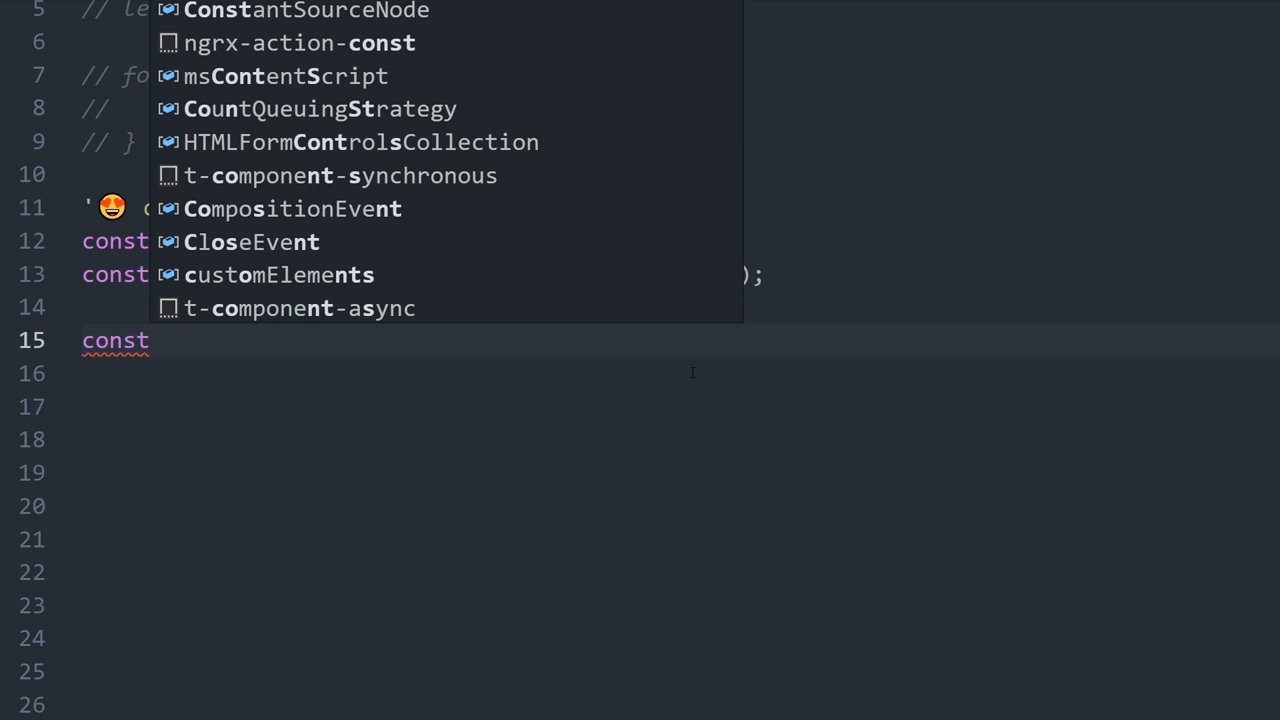 5 // le
ConstantSourceNode
6
ngrx-action-const
7 // fo
msContentScript
8 //
CountQueuingStrategy
9 // }
HTMLFormControlsCollection
10
t-component-synchronous
11 '😍 c
CompositionEvent
12 const
CloseEvent
13 const
customElements
);
14
t-component-async
15 const
16
17
18
19
20
21
22
23
24
25
26